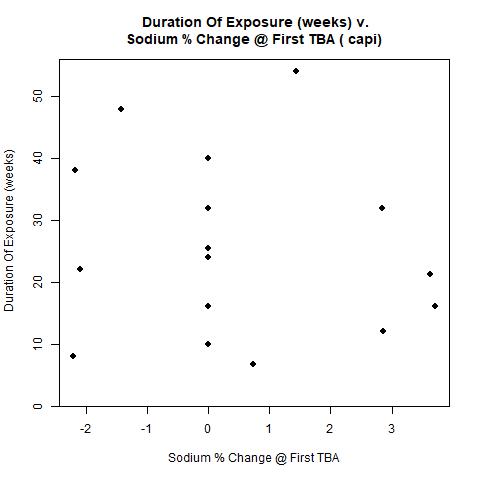 Duration Of Exposure (weeks) v.
Sodium % Change @ First TBA ( capi)
Duration Of Exposure (weeks)
50
40
30
20
10
0
-2 -1 0 1 2 3
Sodium % Change @ First TBA